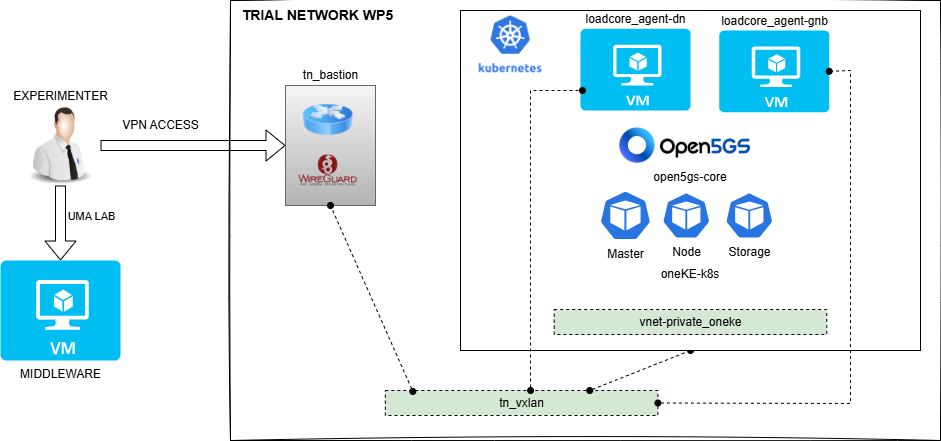 TRIAL NETWORK WP5
loadcore_agent-dn
loadcore_agent-gnb
kubernetes
VM
VM
tn_bastion
EXPERIMENTER
VPN ACCESS
WIREGUARD
Open5GS
open5gs-core
UMA LAB
Master
Node
Storage
oneKE-k8s
VM
MIDDLEWARE
vnet-private_oneke
tn_vxlan